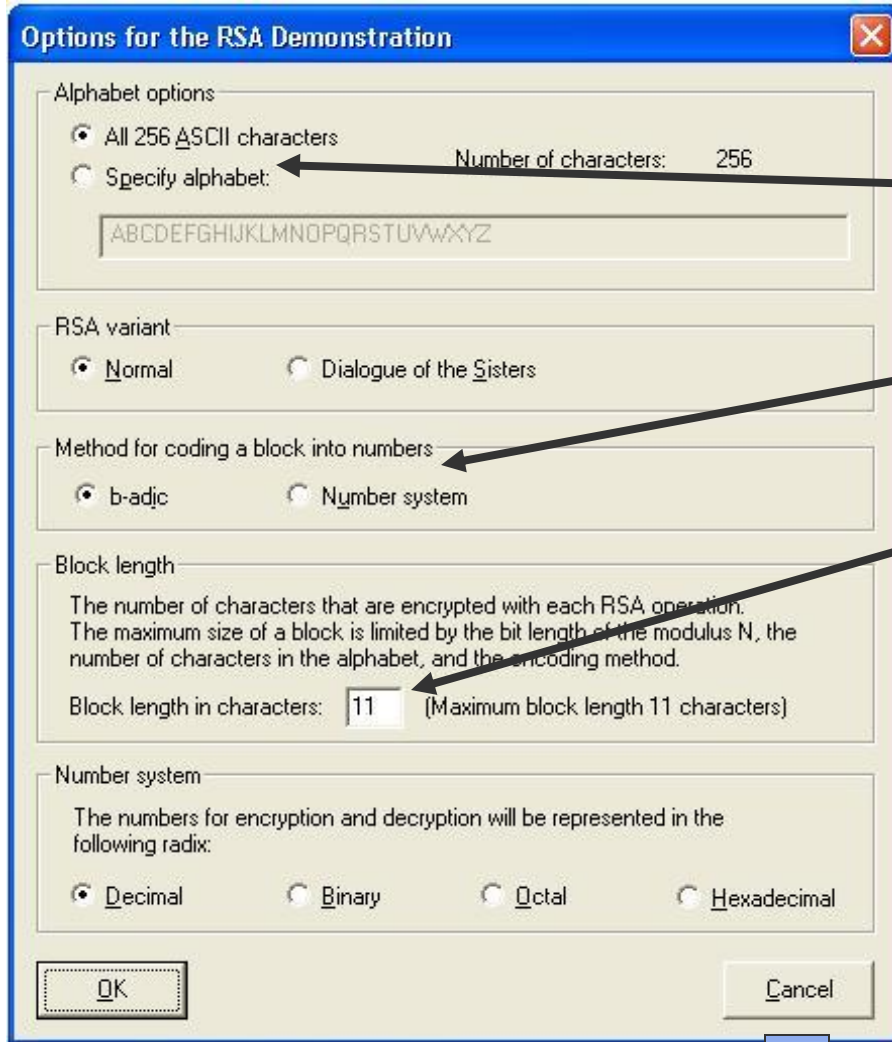 Options for the RSA Demonstration
Alphabet options
All 256 ASCII characters
Number of characters: 256
Specify alphabet:
ABCDEFGHIJKLMNOPQRSTUVWXYZ
RSA variant
Normal Dialogue of the Sisters
Method for coding a block into numbers
b-adic Number system
Block length
The number of characters that are encrypted with each RSA operation.
The maximum size of a block is limited by the bit length of the modulus N, the
number of characters in the alphabet, and the encoding method.
Block length in characters: 11 (Maximum block length 11 characters)
Number system
The numbers for encryption and decryption will be represented in the
following radix:
Decimal Binary Octal Hexadecimal
OK Cancel